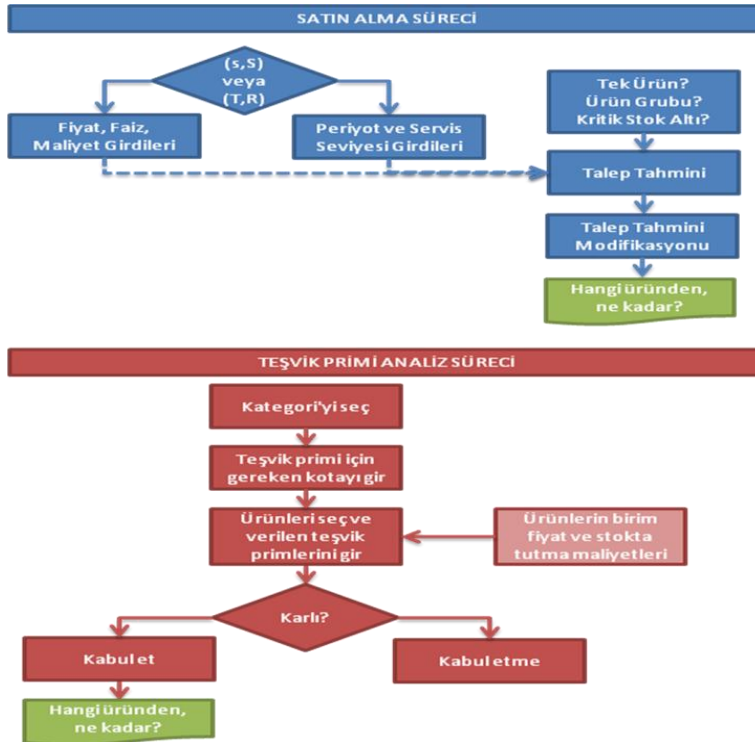 SATIN ALMA SÜRECİ
(s,S)
veya
(T,R)
Fiyat, Faiz,
Maliyet Girdileri
Periyot ve Servis
Seviyesi Girdileri
Tek Ürün?
Ürün Grubu?
Kritik Stok Altı?
Talep Tahmini
Talep Tahmini
Modifikasyonu
Hangi üründen,
ne kadar?
TEŞVİK PRİMİ ANALİZ SÜRECİ
Kategori'yi seç
Teşvik primi için
gereken kotayı gir
Ürünleri seç ve
verilen teşvik
primlerini gir
Ürünlerin birim
fiyat ve stokta
tutma maliyetleri
Karlı?
Kabul et
Kabul etme
Hangi üründen,
ne kadar?